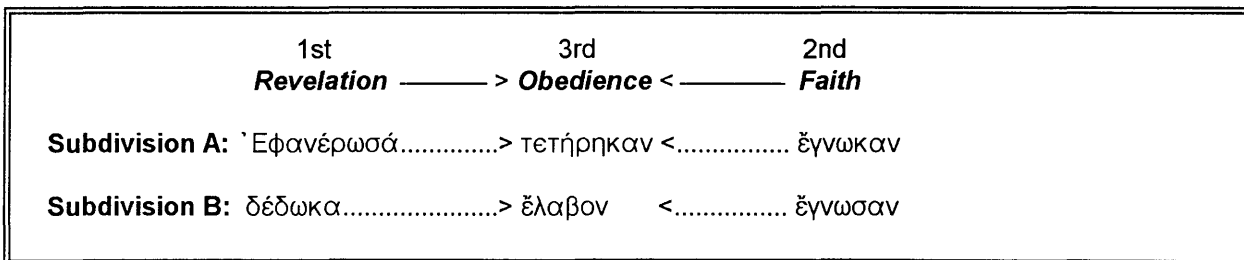 1st 3rd 2nd
Revelation ——— > Obedience < ——— Faith
Subdivision A: ᾿Εφανέρωσά..............> τετήρηκαν <................ ἔγνωκαν
Subdivision B: δέδωκα.......................> ἔλαβον <................ ἔγνωσαν